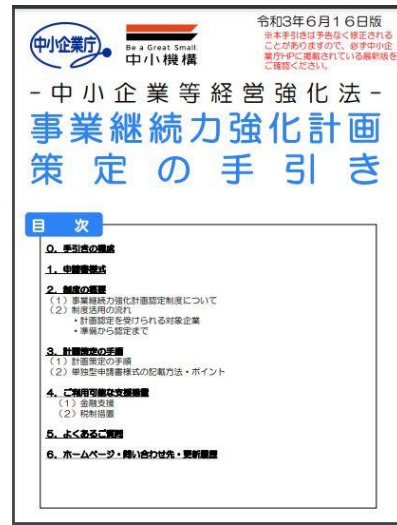 中小企業庁
Be a Great Small
中小機構
令和3年6月16日版
※本手引きは予告なく修正される
ことがありますので、必ず中小企
業庁HPに掲載されている最新版を
ご確認ください。
-中小企業等経営強化法-
事業継続力強化計画
策定の手引き
目 次
0.手引きの構成
1.申請書様式
2.制度の概要
(1)事業継続力強化計画認定制度について
(2)制度活用の流れ
・計画認定を受けられる対象企業
・準備から認定まで
3.計画策定の手順
(1)計画策定の手順
(2)単独型申請書様式の記載方法・ポイント
4.ご利用可能な支援措置
(1)金融支援
(2)税制措置
5.よくあるご質問
6.ホームページ・問い合わせ先・更新履歴